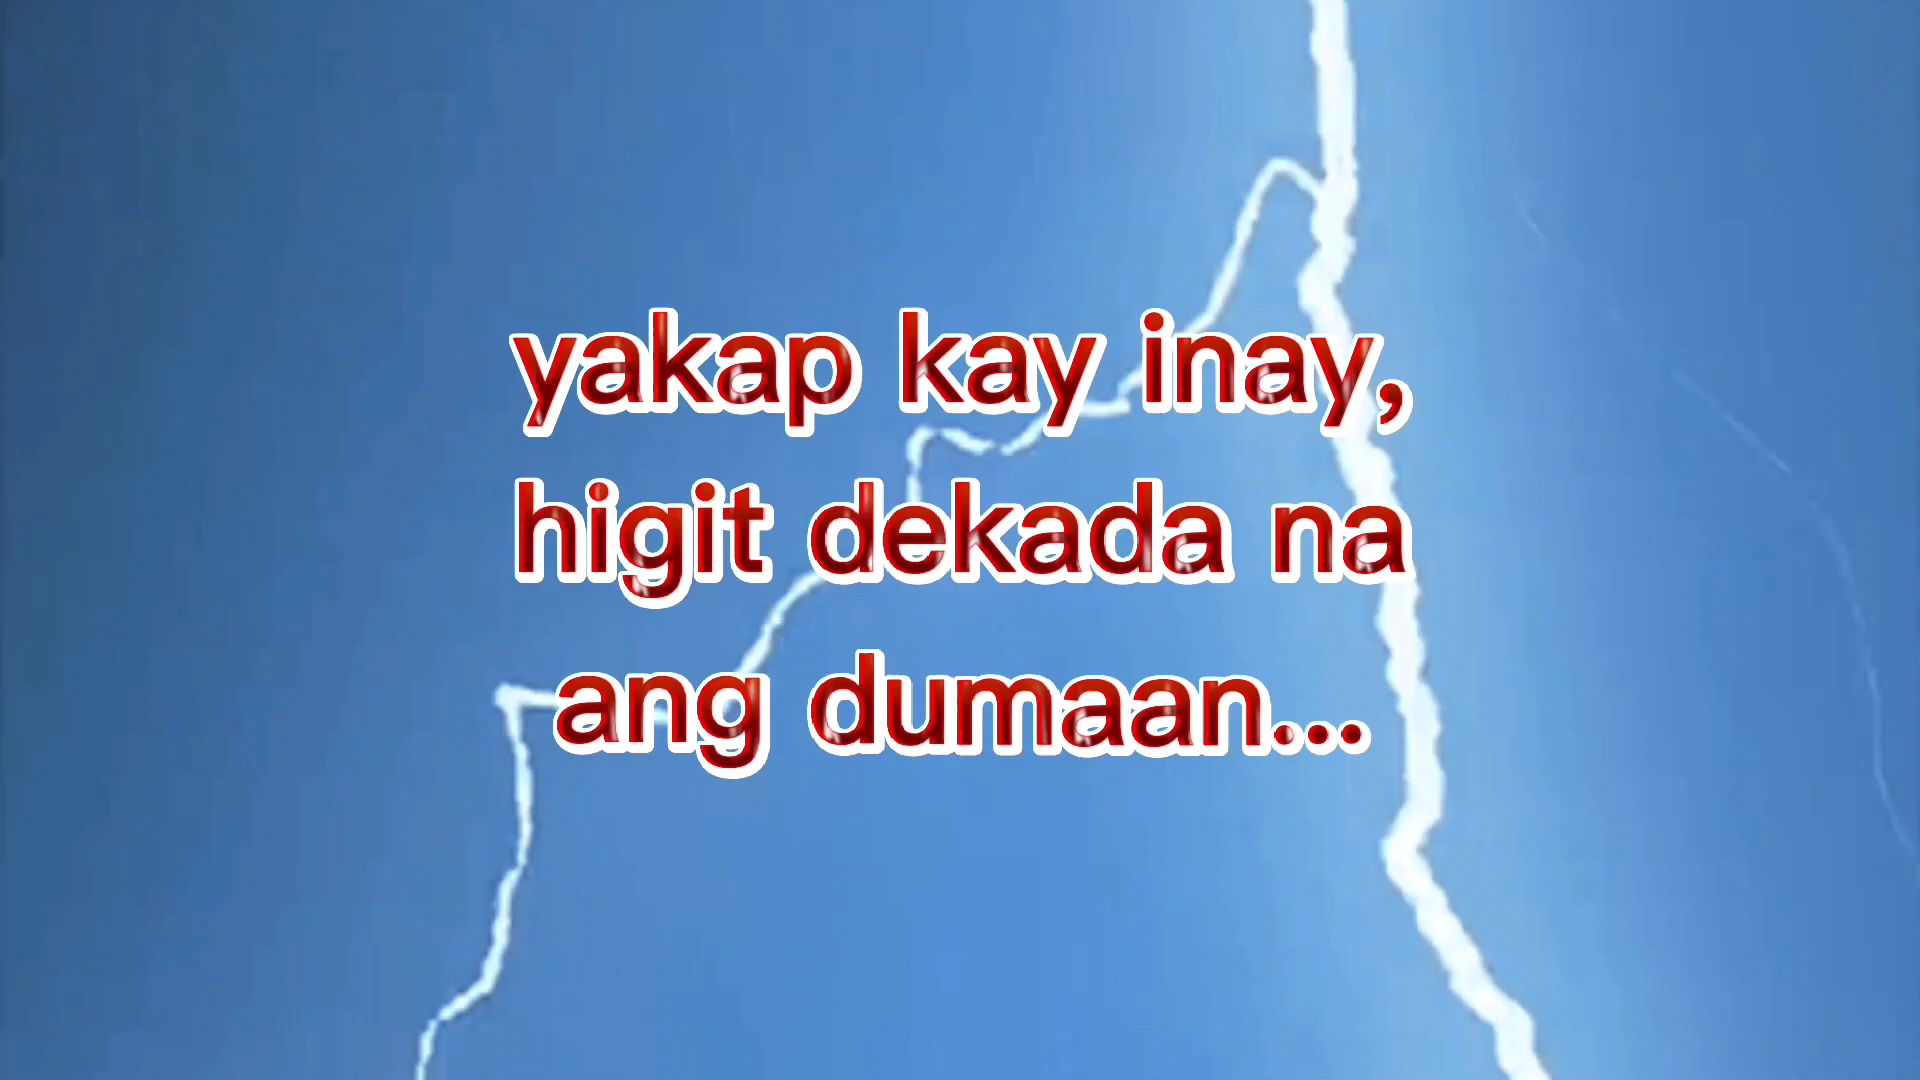 yakap kay inay,
higit dekada na
ang dumaan...